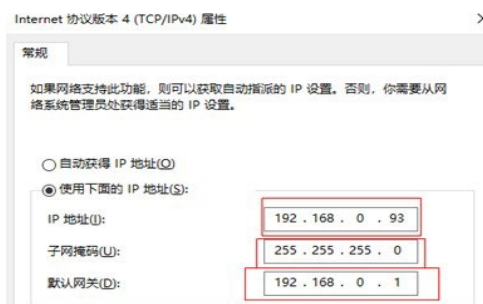 Internet 协议版本 4 (TCP/IPv4) 属性
常规
如果网络支持此功能，则可以获取自动指派的 IP 设置。否则，你需要从网
络系统管理员处获得适当的 IP 设置。
自动获得 IP 地址(O)
使用下面的 IP 地址(S):
IP 地址(I): 192 . 168 . 0 . 93
子网掩码(U): 255 . 255 . 255 . 0
默认网关(D): 192 . 168 . 0 . 1